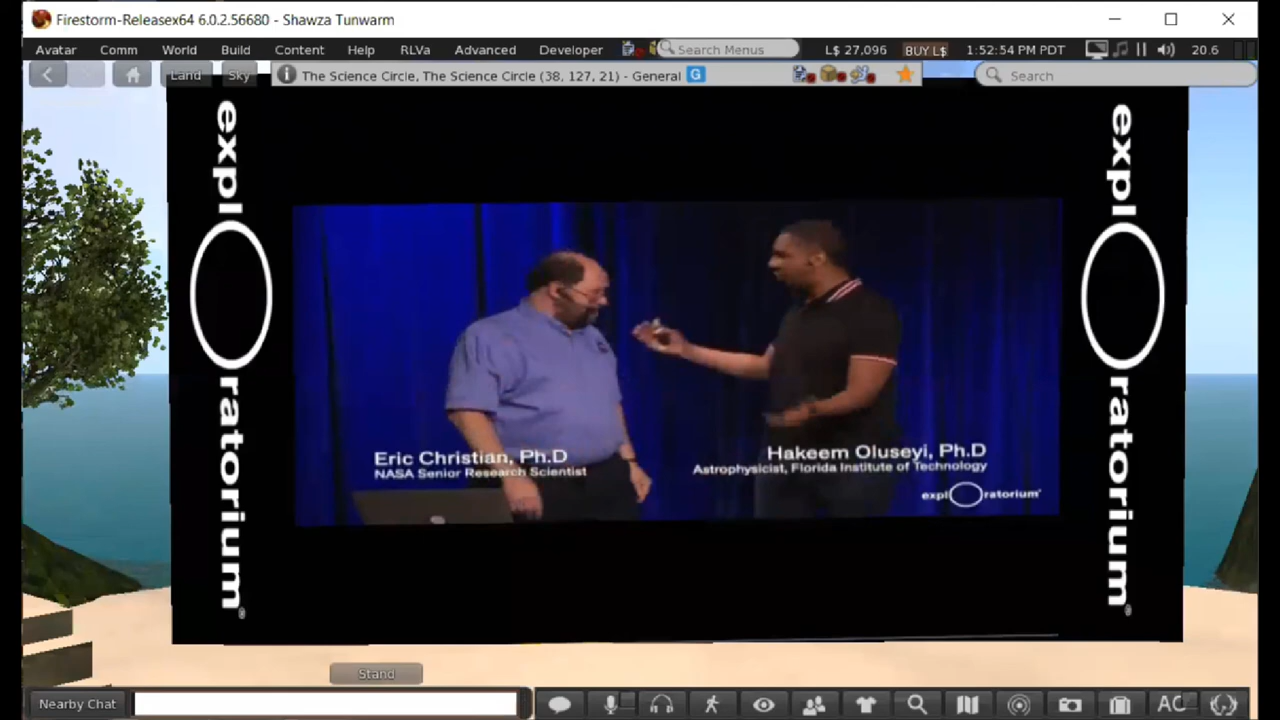 Firestorm-Releasex64 6.0.2.56680 - Shawza Tunwarm
Avatar Comm World Build Content Help RLVa Advanced Developer Search Menus L$ 27,096 BUY L$ 1:52:54 PM PDT 20.6
Land Sky The Science Circle, The Science Circle (38, 127, 21) - General G Search
explOratorium®
explOratorium®
Eric Christian, Ph.D
NASA Senior Research Scientist
Hakeem Oluseyi, Ph.D
Astrophysicist, Florida Institute of Technology
explOratorium®
Stand
Nearby Chat AO